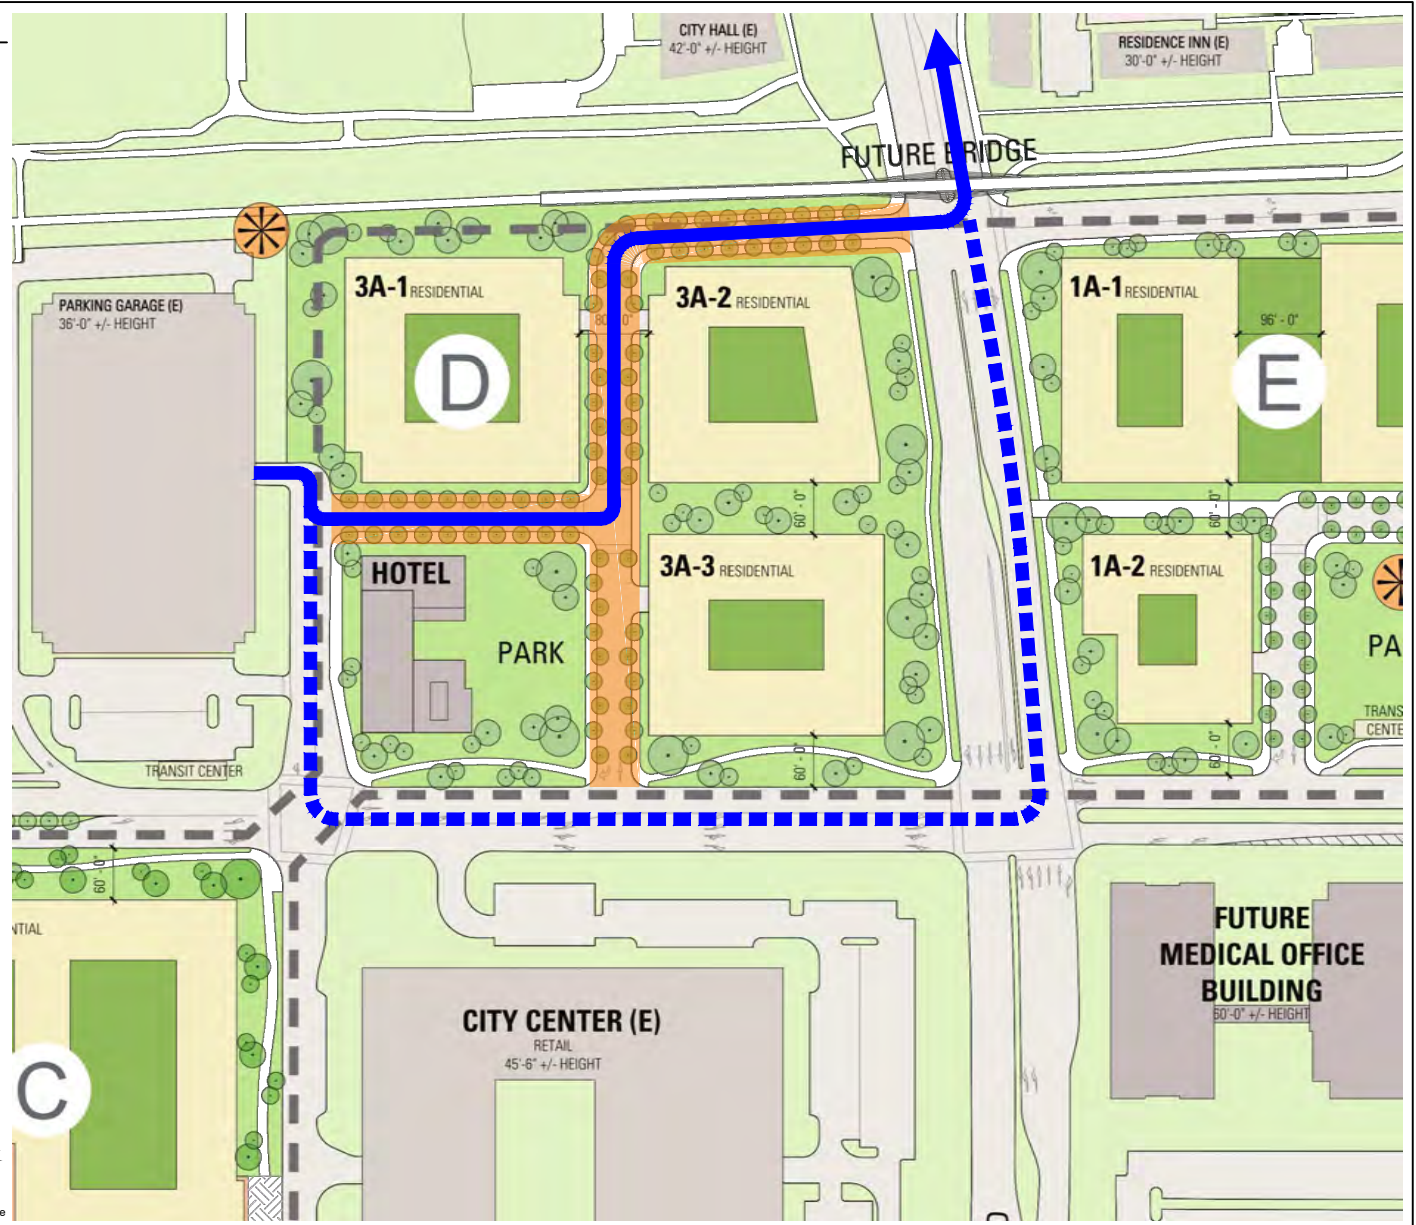 CITY HALL (E)
42'-0" +/- HEIGHT
RESIDENCE INN (E)
30'-0" +/- HEIGHT
FUTURE BRIDGE
PARKING GARAGE (E)
36'-0" +/- HEIGHT
3A-1 RESIDENTIAL
3A-2 RESIDENTIAL
1A-1 RESIDENTIAL
96' - 0"
D
E
60' - 0"
60' - 0"
HOTEL
3A-3 RESIDENTIAL
1A-2 RESIDENTIAL
PARK
PA
TRANS
CENTE
60' - 0"
60' - 0"
TRANSIT CENTER
60' - 0"
NTIAL
FUTURE
MEDICAL OFFICE
BUILDING
60'-0" +/- HEIGHT
CITY CENTER (E)
RETAIL
45'-6" +/- HEIGHT
C
e